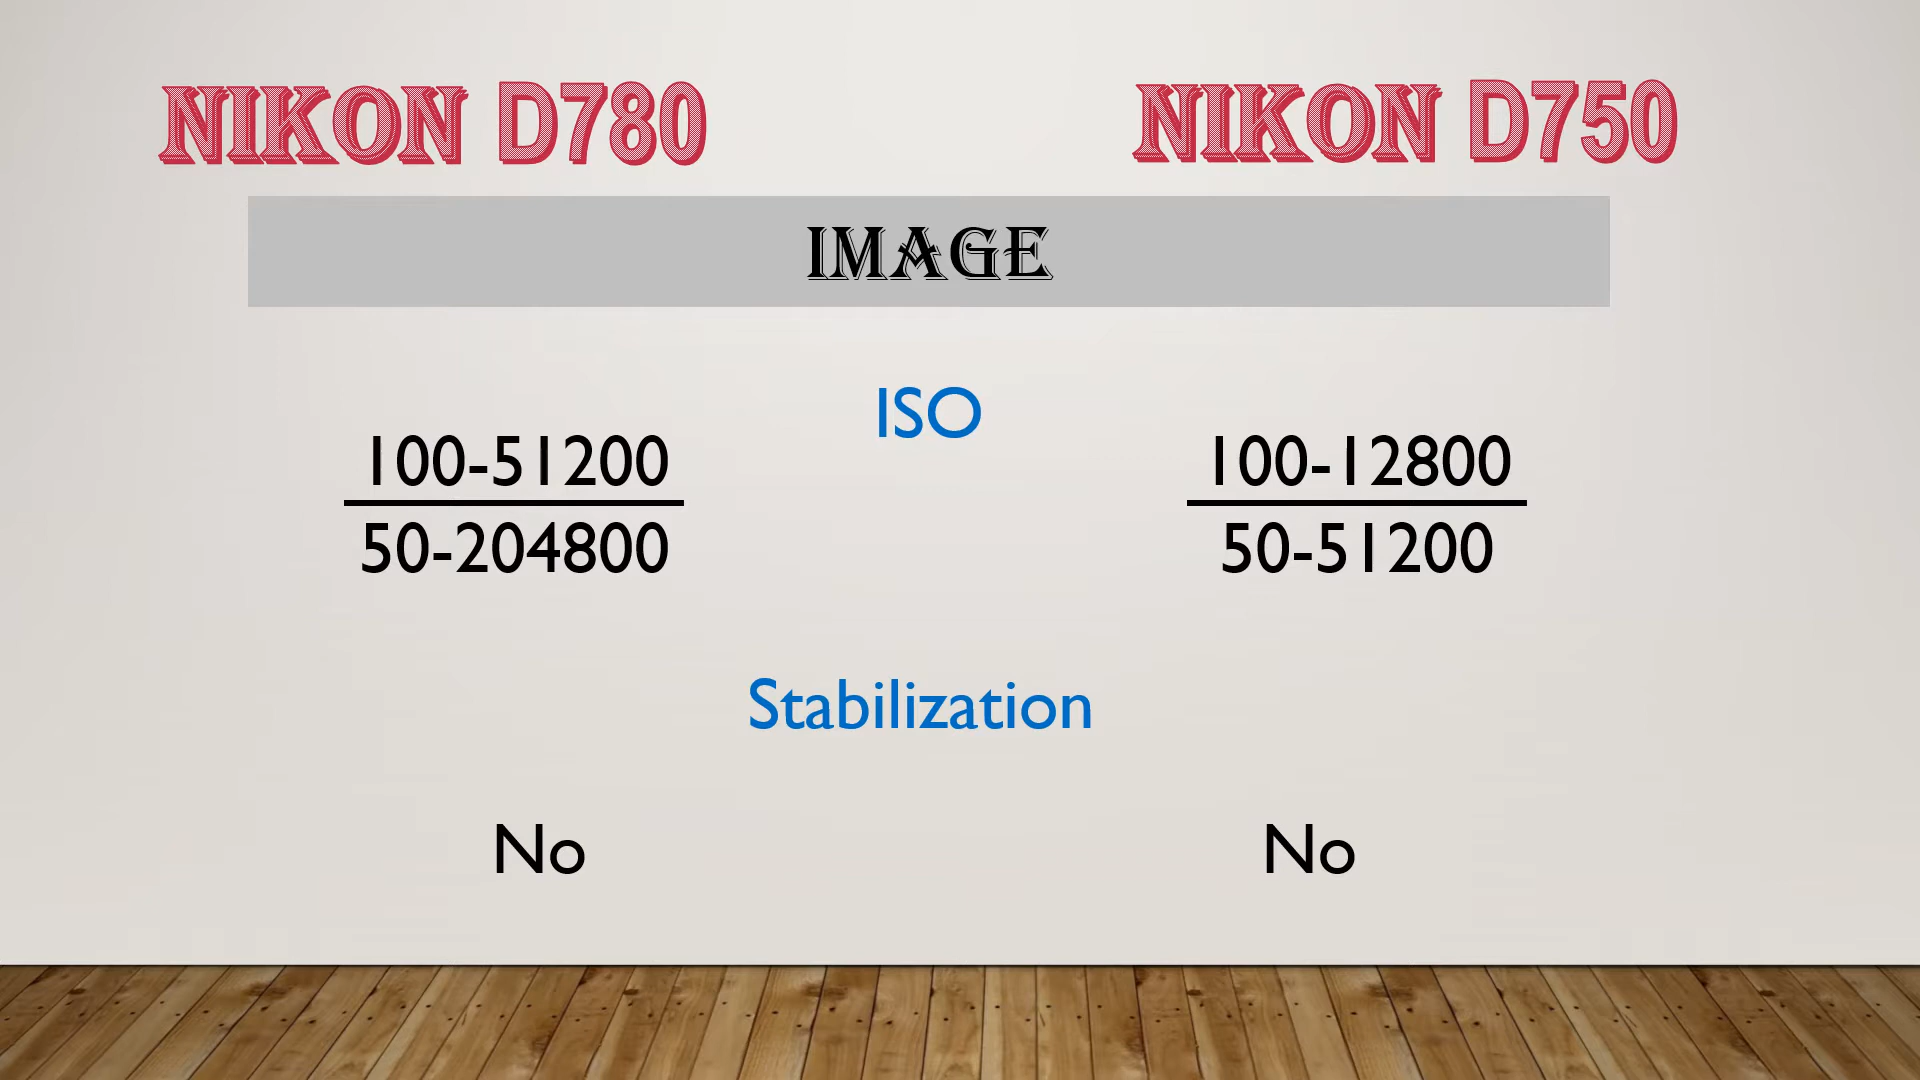 NIKON D780
NIKON D750
IMAGE
ISO
100-51200
50-204800
100-12800
50-51200
Stabilization
No
No